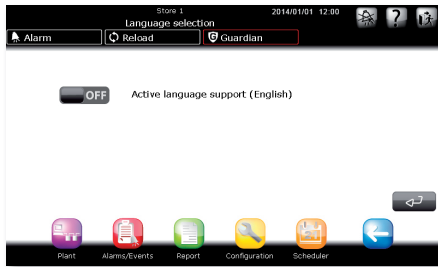 Store 1
2014/01/01 12:00
Language selection
?
Alarm
Reload
G Guardian
OFF
Active language support (English)
Plant
Alarms/Events
Report
Configuration
Scheduler